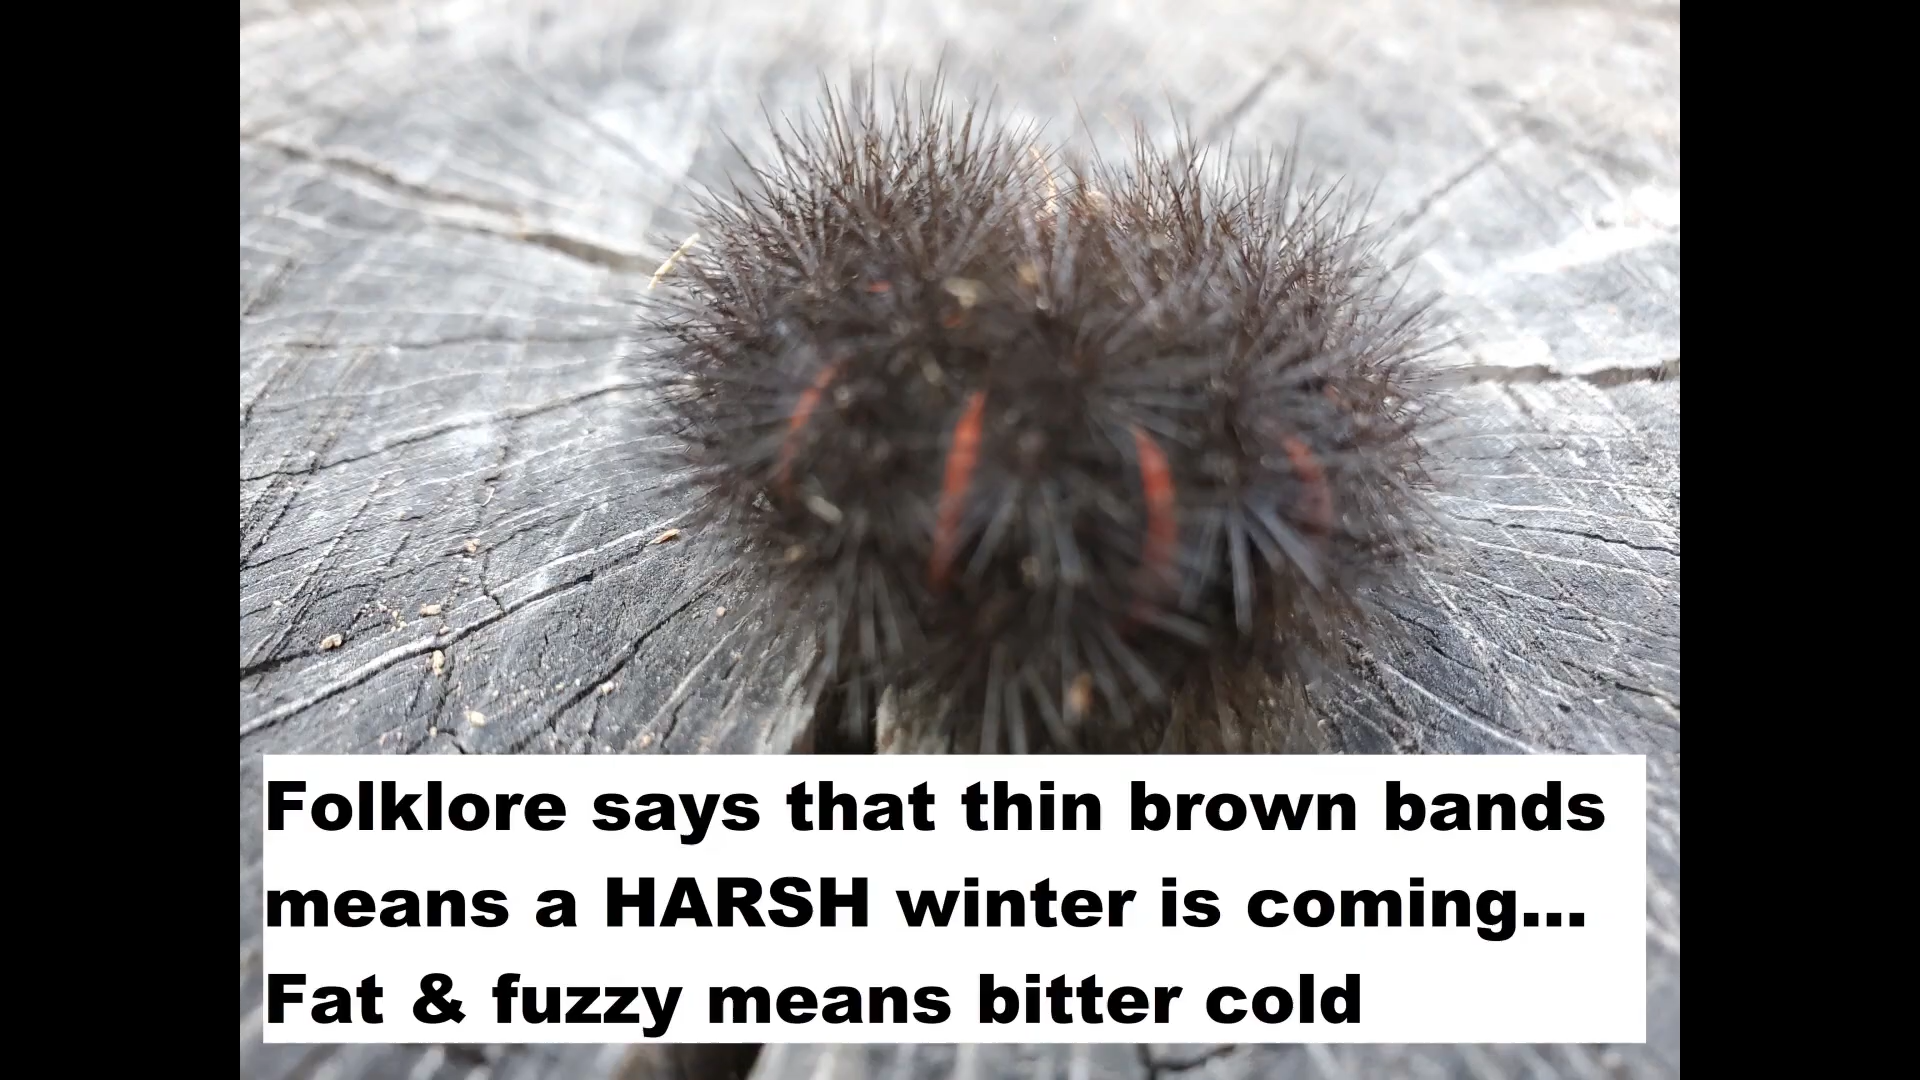 Folklore says that thin brown bands
means a HARSH winter is coming...
Fat & fuzzy means bitter cold